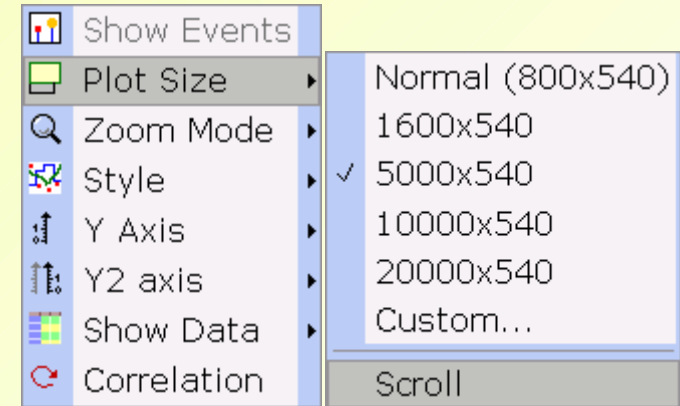 Show Events
Plot Size
Zoom Mode
Style
Y Axis
Y2 axis
Show Data
Correlation
Normal (800x540)
1600x540
5000x540
10000x540
20000x540
Custom...
Scroll